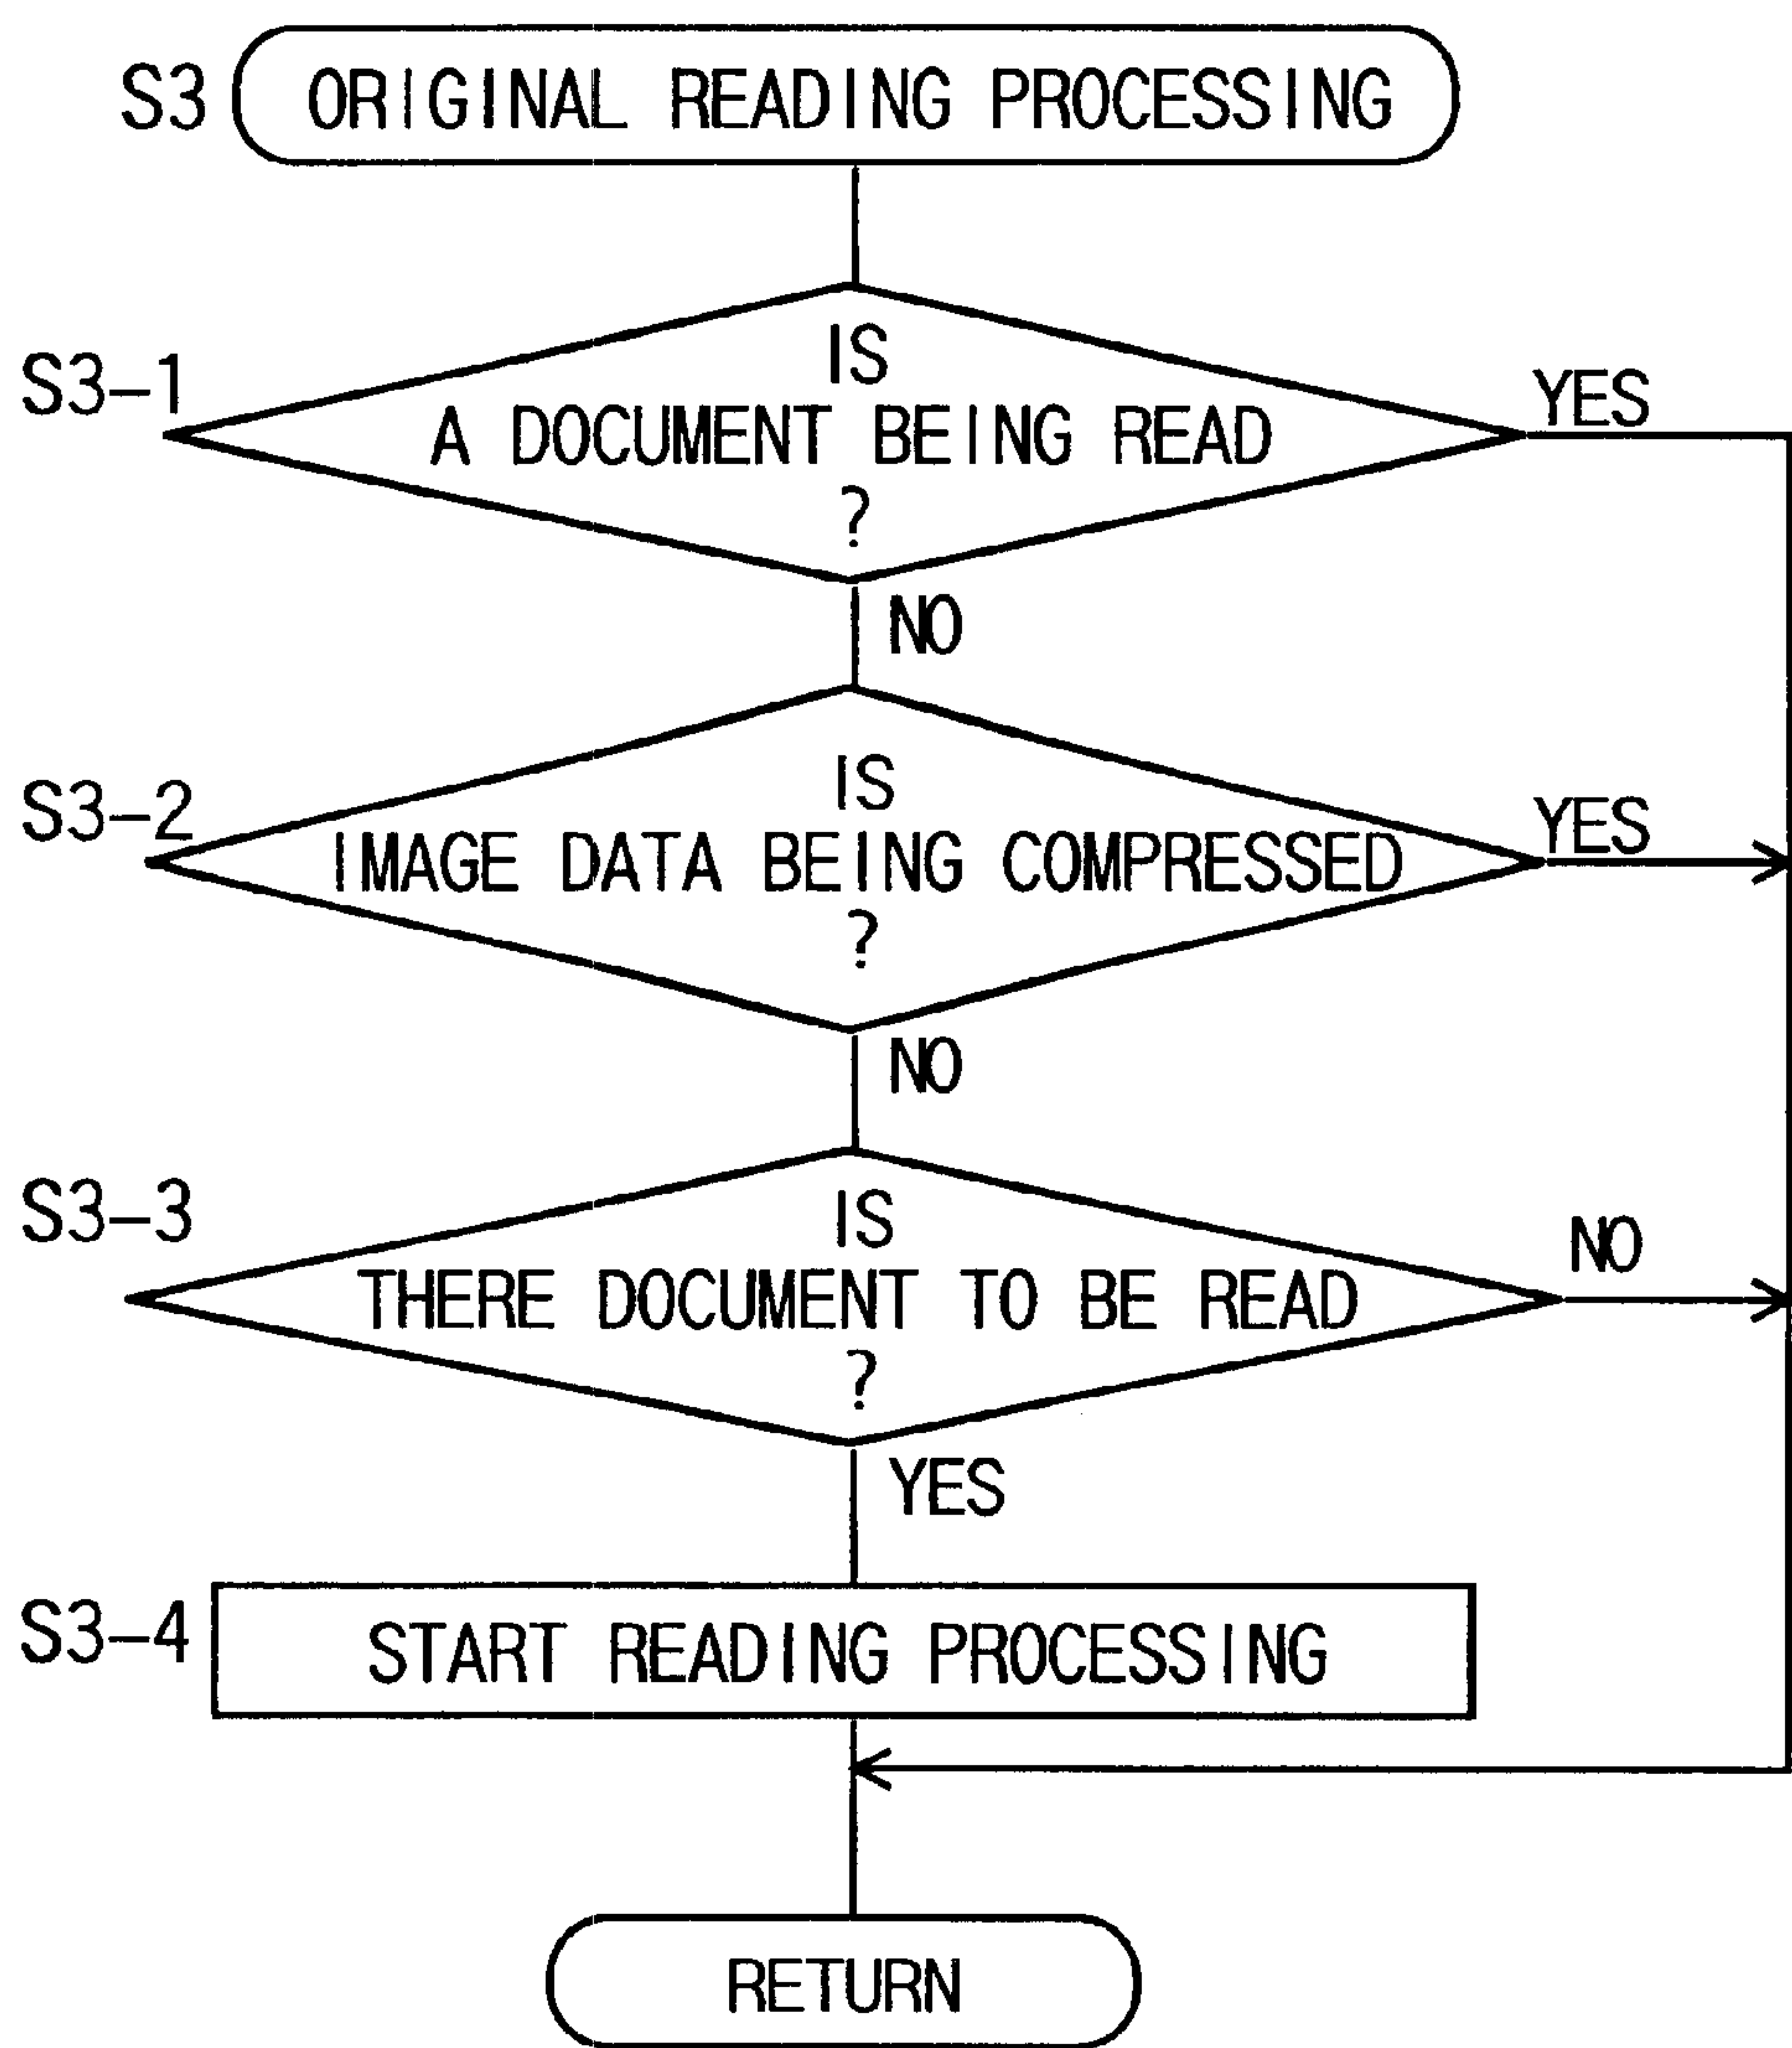 S3 ORIGINAL READING PROCESSING
S3-1
IS
A DOCUMENT BEING READ
?
YES
NO
S3-2
IS
IMAGE DATA BEING COMPRESSED
?
YES
NO
S3-3
IS
THERE DOCUMENT TO BE READ
?
NO
YES
S3-4 START READING PROCESSING
RETURN